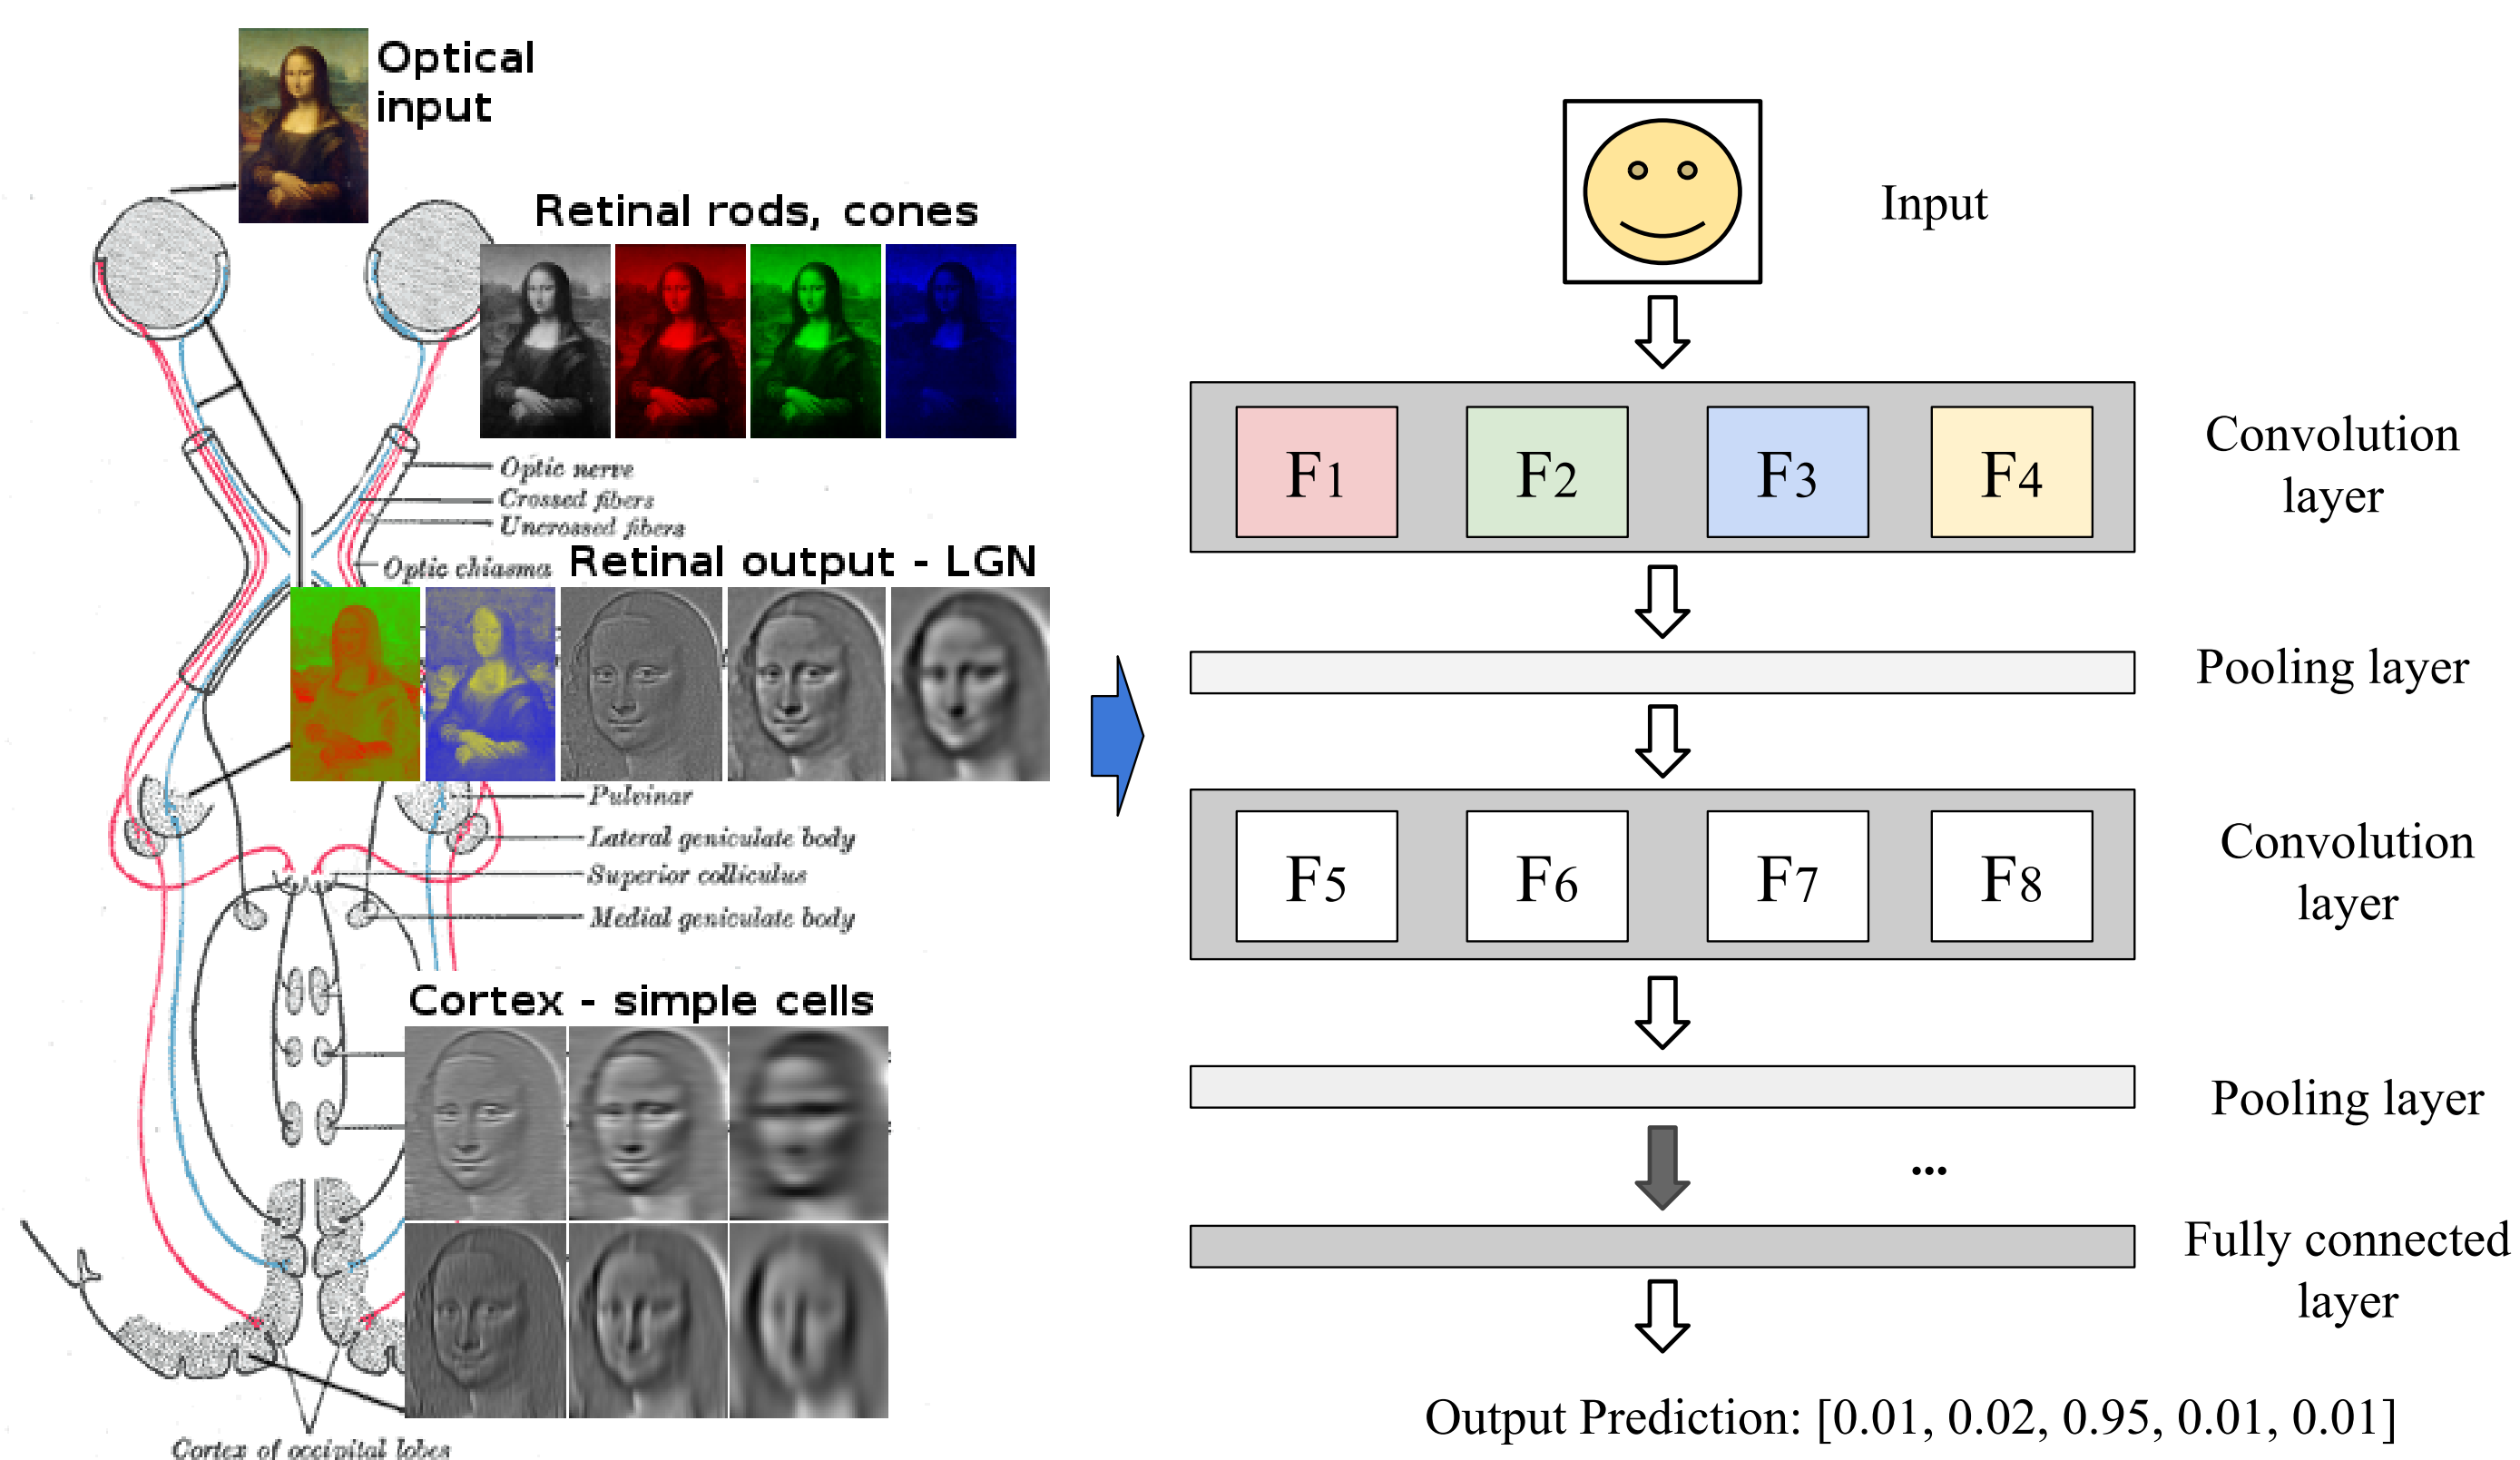 Optical
input
Retinal rods, cones
Optic nerve
Crossed fibers
Uncrossed fibers
Optic chiasma
Retinal output - LGN
Pulvinar
Lateral geniculate body
Superior colliculus
Medial geniculate body
Cortex - simple cells
Cortex of occipital lobes
Input
F1
F2
F3
F4
Convolution
layer
Pooling layer
F5
F6
F7
F8
Convolution
layer
Pooling layer
...
Fully connected
layer
Output Prediction: [0.01, 0.02, 0.95, 0.01, 0.01]